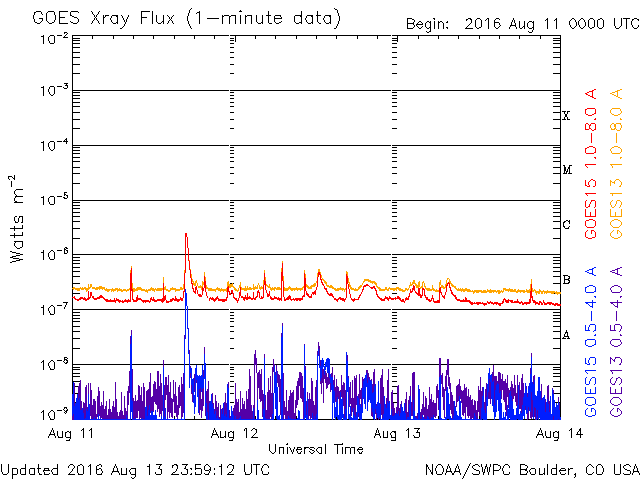 GOES Xray Flux (1-minute data)
Begin: 2016 Aug 11 0000 UTC
10⁻²
10⁻³
10⁻⁴
10⁻⁵
10⁻⁶
10⁻⁷
10⁻⁸
10⁻⁹
Watts m⁻²
X
M
C
B
A
GOES15 1.0-8.0 A
GOES13 1.0-8.0 A
GOES15 0.5-4.0 A
GOES13 0.5-4.0 A
Aug 11 Aug 12 Aug 13 Aug 14
Universal Time
Updated 2016 Aug 13 23:59:12 UTC
NOAA/SWPC Boulder, CO USA